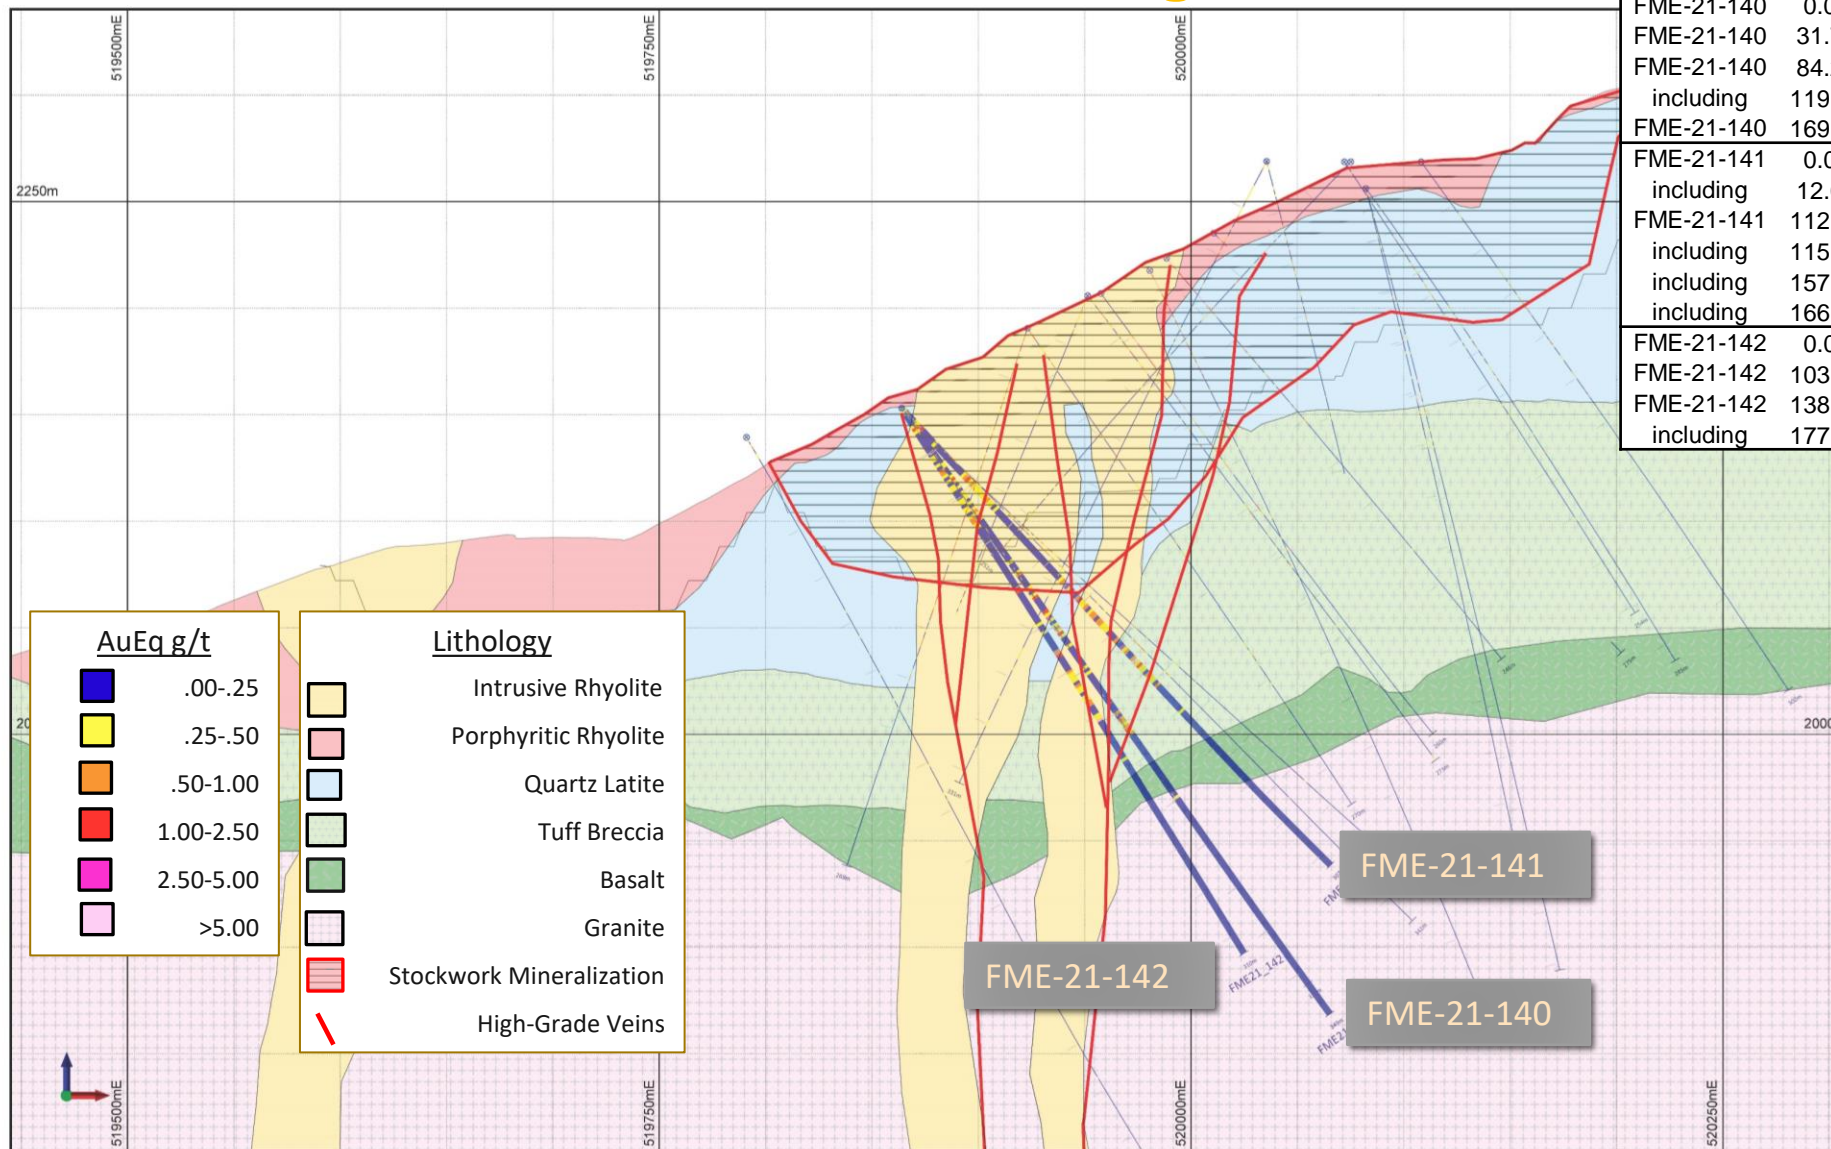 519500mE
519750mE
520000mE
FME-21-140 0.0
FME-21-140 31.
FME-21-140 84.
including 119
FME-21-140 169
FME-21-141 0.0
including 12.
FME-21-141 112
including 115
including 157
including 166
FME-21-142 0.0
FME-21-142 103
FME-21-142 138
including 177
2250m
AuEq g/t
.00-.25
.25-.50
.50-1.00
1.00-2.50
2.50-5.00
>5.00
Lithology
Intrusive Rhyolite
Porphyritic Rhyolite
Quartz Latite
Tuff Breccia
Basalt
Granite
Stockwork Mineralization
High-Grade Veins
20
2000
FME-21-141
FME-21-142
FME-21-140
FME21_142
FME21
519500mE
519750mE
520000mE
520250mE